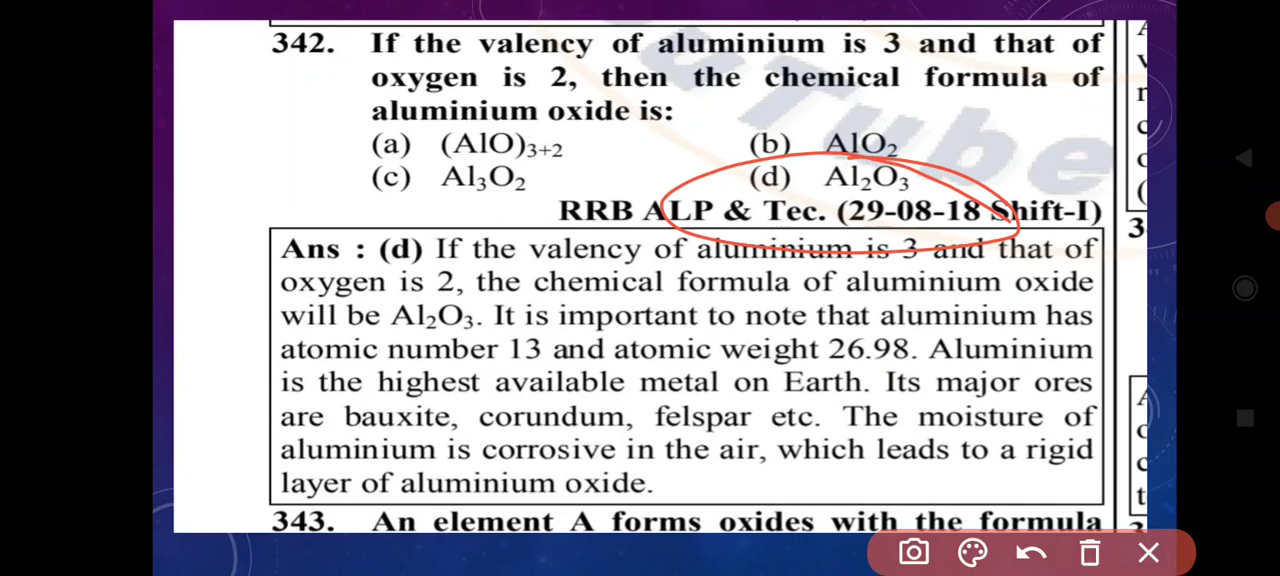 342. If the valency of aluminium is 3 and that of
oxygen is 2, then the chemical formula of
aluminium oxide is:
(a) (AlO)₃₊₂ (b) AlO₂
(c) Al₃O₂ (d) Al₂O₃
RRB ALP & Tec. (29-08-18 Shift-I)
Ans : (d) If the valency of aluminium is 3 and that of
oxygen is 2, the chemical formula of aluminium oxide
will be Al₂O₃. It is important to note that aluminium has
atomic number 13 and atomic weight 26.98. Aluminium
is the highest available metal on Earth. Its major ores
are bauxite, corundum, felspar etc. The moisture of
aluminium is corrosive in the air, which leads to a rigid
layer of aluminium oxide.
343. An element A forms oxides with the formula
uTube